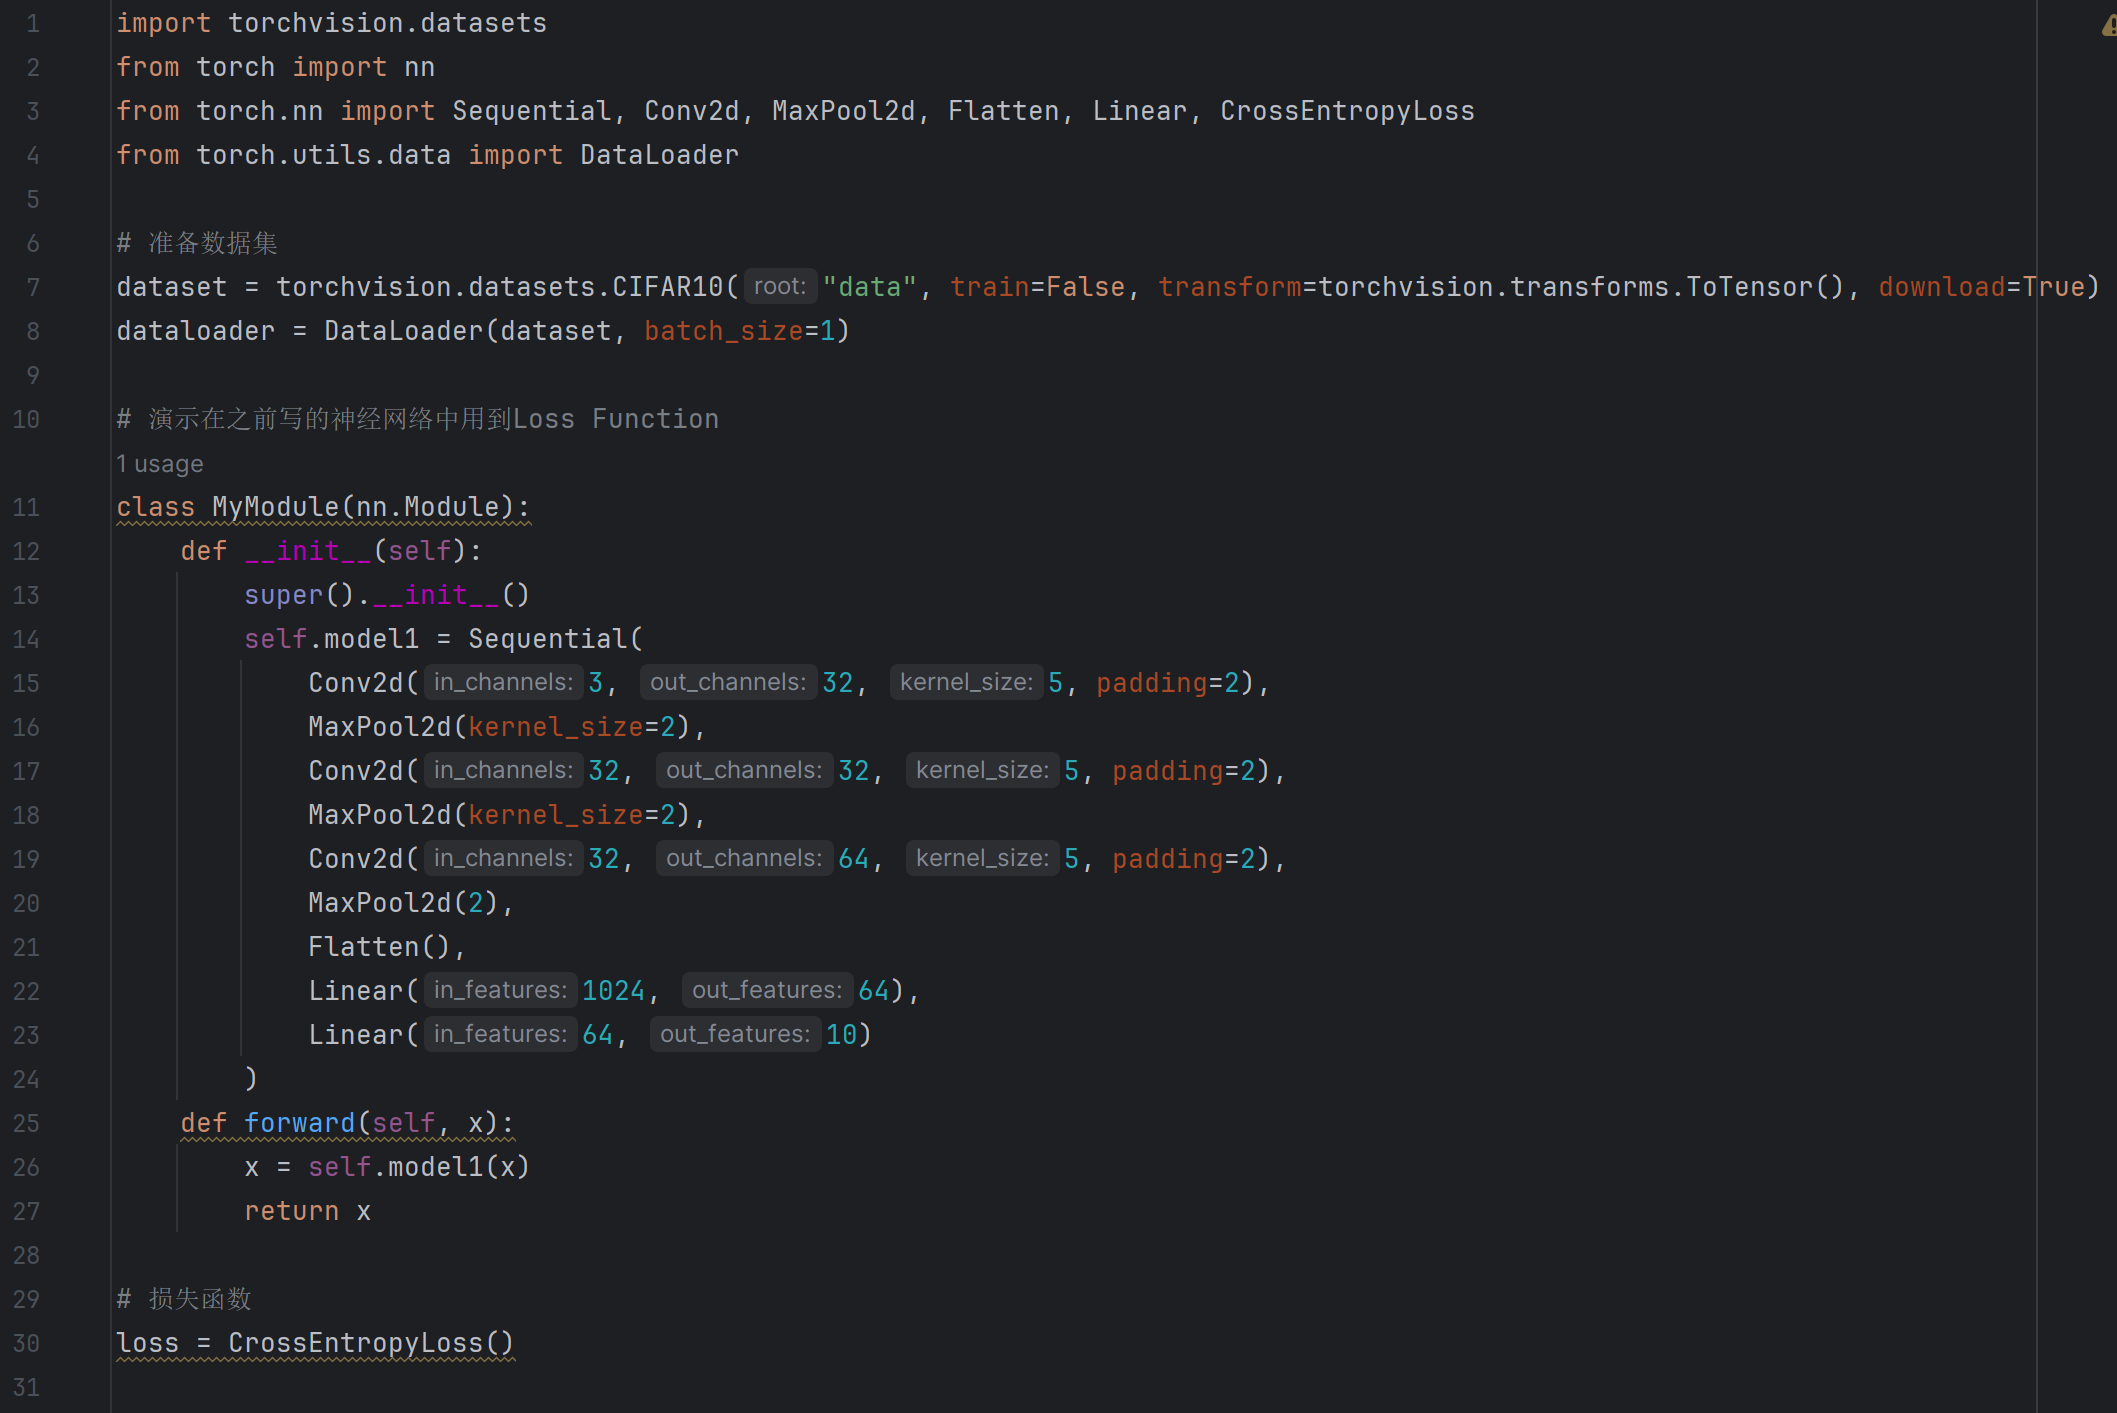 1 import torchvision.datasets
2 from torch import nn
3 from torch.nn import Sequential, Conv2d, MaxPool2d, Flatten, Linear, CrossEntropyLoss
4 from torch.utils.data import DataLoader
5
6 # 准备数据集
7 dataset = torchvision.datasets.CIFAR10( root: "data", train=False, transform=torchvision.transforms.ToTensor(), download=True)
8 dataloader = DataLoader(dataset, batch_size=1)
9
10 # 演示在之前写的神经网络中用到Loss Function
1 usage
11 class MyModule(nn.Module):
12     def __init__(self):
13         super().__init__()
14         self.model1 = Sequential(
15             Conv2d( in_channels: 3, out_channels: 32, kernel_size: 5, padding=2),
16             MaxPool2d(kernel_size=2),
17             Conv2d( in_channels: 32, out_channels: 32, kernel_size: 5, padding=2),
18             MaxPool2d(kernel_size=2),
19             Conv2d( in_channels: 32, out_channels: 64, kernel_size: 5, padding=2),
20             MaxPool2d(2),
21             Flatten(),
22             Linear( in_features: 1024, out_features: 64),
23             Linear( in_features: 64, out_features: 10)
24         )
25     def forward(self, x):
26         x = self.model1(x)
27         return x
28
29 # 损失函数
30 loss = CrossEntropyLoss()
31